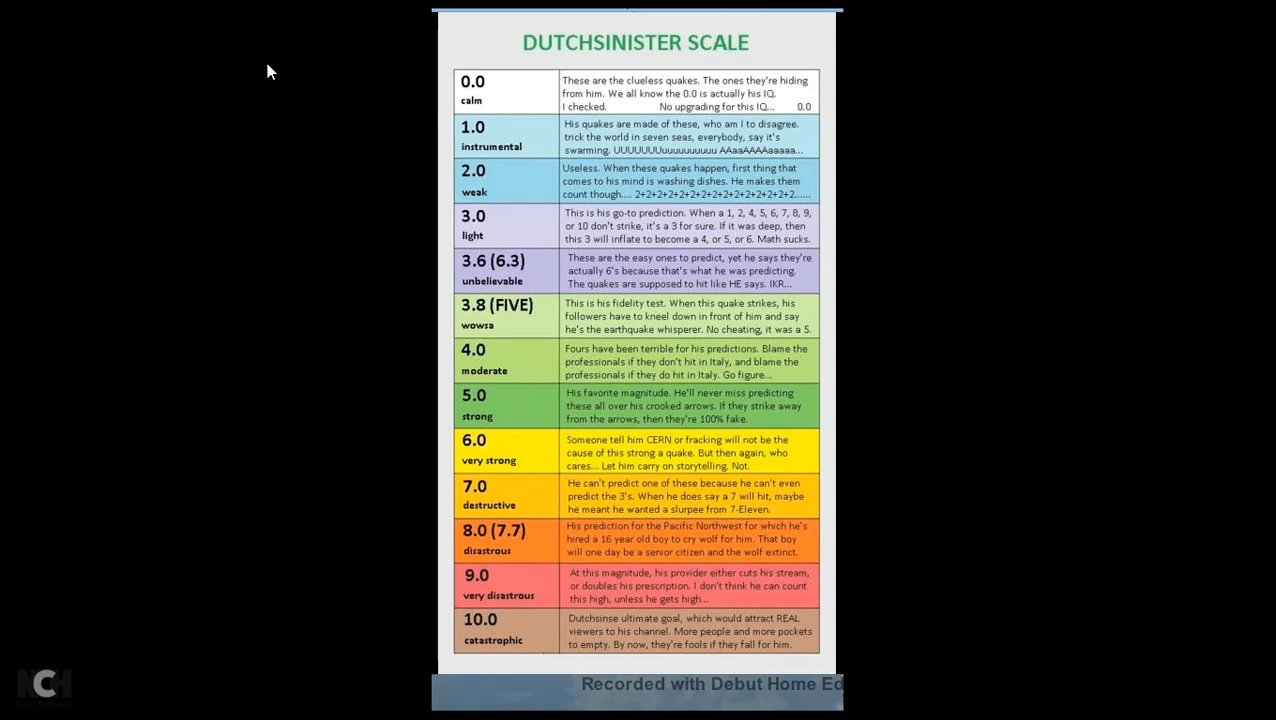 DUTCHSINISTER SCALE
0.0
calm
These are the clueless quakes. The ones they're hiding
from him. We all know the 0.0 is actually his IQ.
I checked. No upgrading for this IQ... 0.0
1.0
instrumental
His quakes are made of these, who am I to disagree.
trick the world in seven seas, everybody, say it's
swarming. UUUUUUUuuuuuuuuuu AAaaAAAAaaaaa...
2.0
weak
Useless. When these quakes happen, first thing that
comes to his mind is washing dishes. He makes them
count though.... 2+2+2+2+2+2+2+2+2+2+2+2+2+2+2......
3.0
light
This is his go-to prediction. When a 1, 2, 4, 5, 6, 7, 8, 9,
or 10 don't strike, it's a 3 for sure. If it was deep, then
this 3 will inflate to become a 4, or 5, or 6. Math sucks.
3.6 (6.3)
unbelievable
These are the easy ones to predict, yet he says they're
actually 6's because that's what he was predicting.
The quakes are supposed to hit like HE says. IKR...
3.8 (FIVE)
wowsa
This is his fidelity test. When this quake strikes, his
followers have to kneel down in front of him and say
he's the earthquake whisperer. No cheating, it was a 5.
4.0
moderate
Fours have been terrible for his predictions. Blame the
professionals if they don't hit in Italy, and blame the
professionals if they do hit in Italy. Go figure...
5.0
strong
His favorite magnitude. He'll never miss predicting
these all over his crooked arrows. If they strike away
from the arrows, then they're 100% fake.
6.0
very strong
Someone tell him CERN or fracking will not be the
cause of this strong a quake. But then again, who
cares... Let him carry on storytelling. Not.
7.0
destructive
He can't predict one of these because he can't even
predict the 3's. When he does say a 7 will hit, maybe
he meant he wanted a slurpee from 7-Eleven.
8.0 (7.7)
disastrous
His prediction for the Pacific Northwest for which he's
hired a 16 year old boy to cry wolf for him. That boy
will one day be a senior citizen and the wolf extinct.
9.0
very disastrous
At this magnitude, his provider either cuts his stream,
or doubles his prescription. I don't think he can count
this high, unless he gets high...
10.0
catastrophic
Dutchsinse ultimate goal, which would attract REAL
viewers to his channel. More people and more pockets
to empty. By now, they're fools if they fall for him.
NCH
Recorded with Debut Home Ed